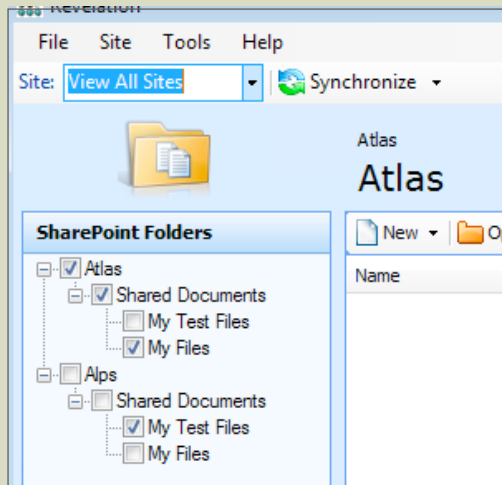 Revelation
File Site Tools Help
Site: View All Sites Synchronize
Atlas
Atlas
SharePoint Folders
New
Name
Atlas
Shared Documents
My Test Files
My Files
Alps
Shared Documents
My Test Files
My Files